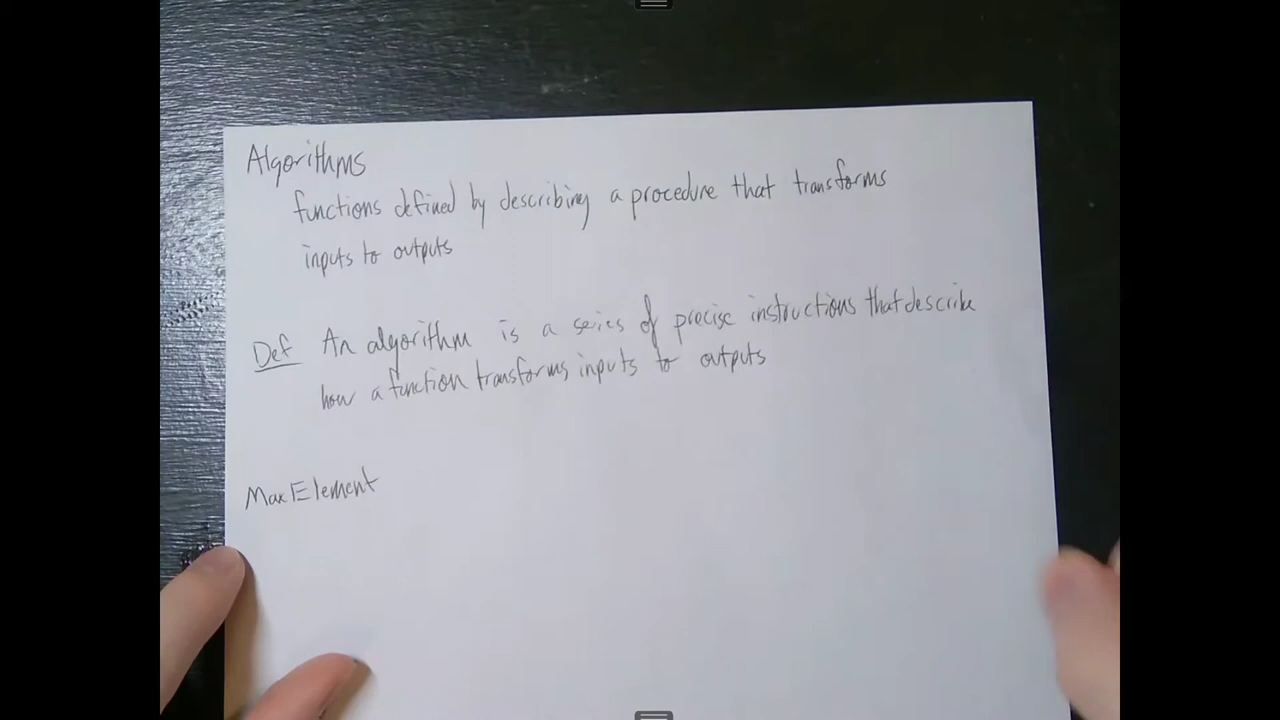 Algorithms
functions defined by describing a procedure that transforms
inputs to outputs
Def An algorithm is a series of precise instructions that describe
how a function transforms inputs to outputs
MaxElement